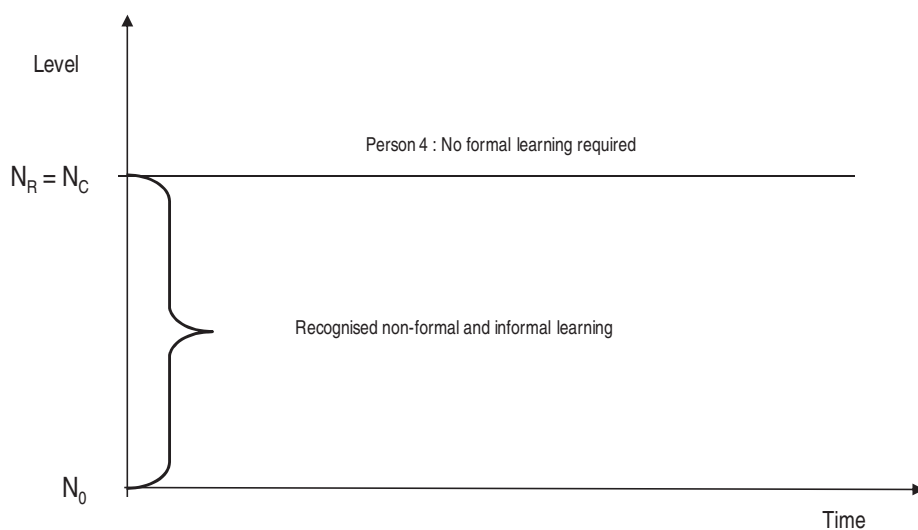 Level
Person 4 : No formal learning required
N_R = N_C
Recognised non-formal and informal learning
N_0
Time